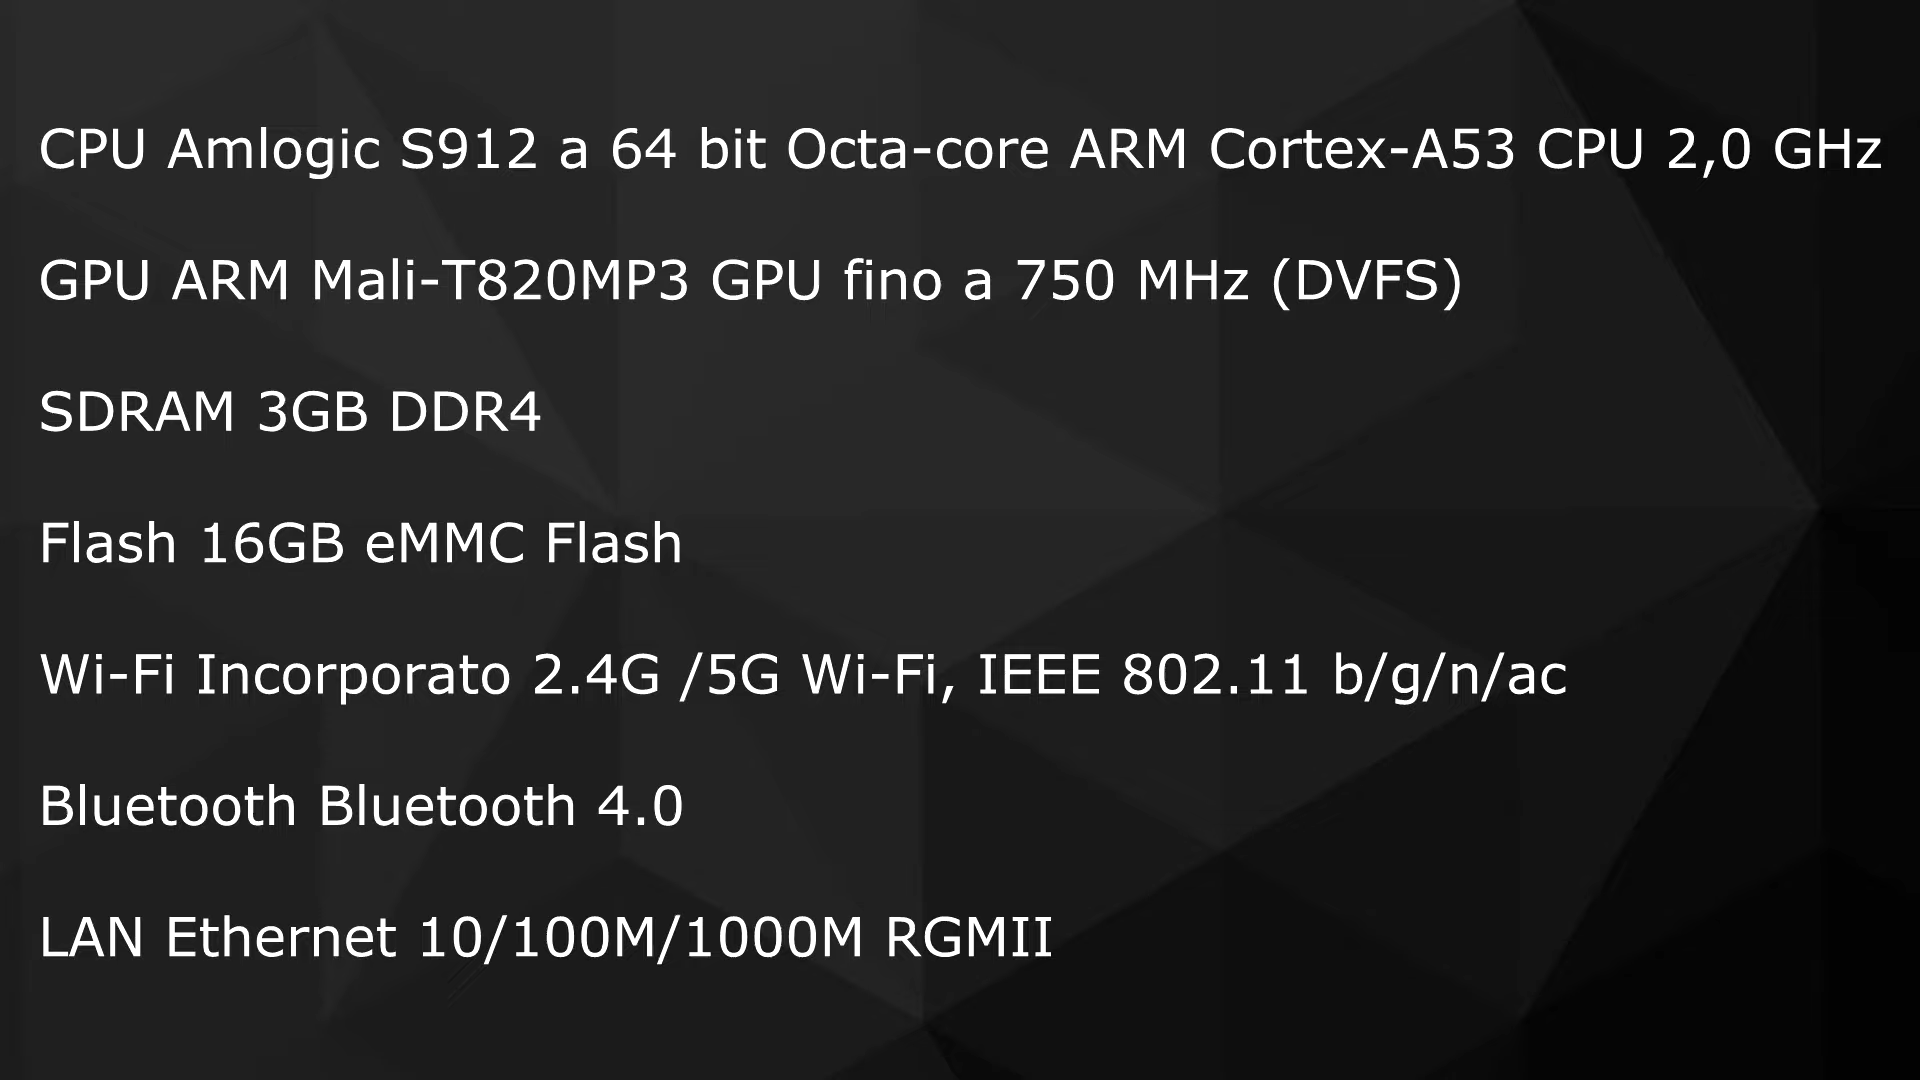 CPU Amlogic S912 a 64 bit Octa-core ARM Cortex-A53 CPU 2,0 GHz
GPU ARM Mali-T820MP3 GPU fino a 750 MHz (DVFS)
SDRAM 3GB DDR4
Flash 16GB eMMC Flash
Wi-Fi Incorporato 2.4G /5G Wi-Fi, IEEE 802.11 b/g/n/ac
Bluetooth Bluetooth 4.0
LAN Ethernet 10/100M/1000M RGMII